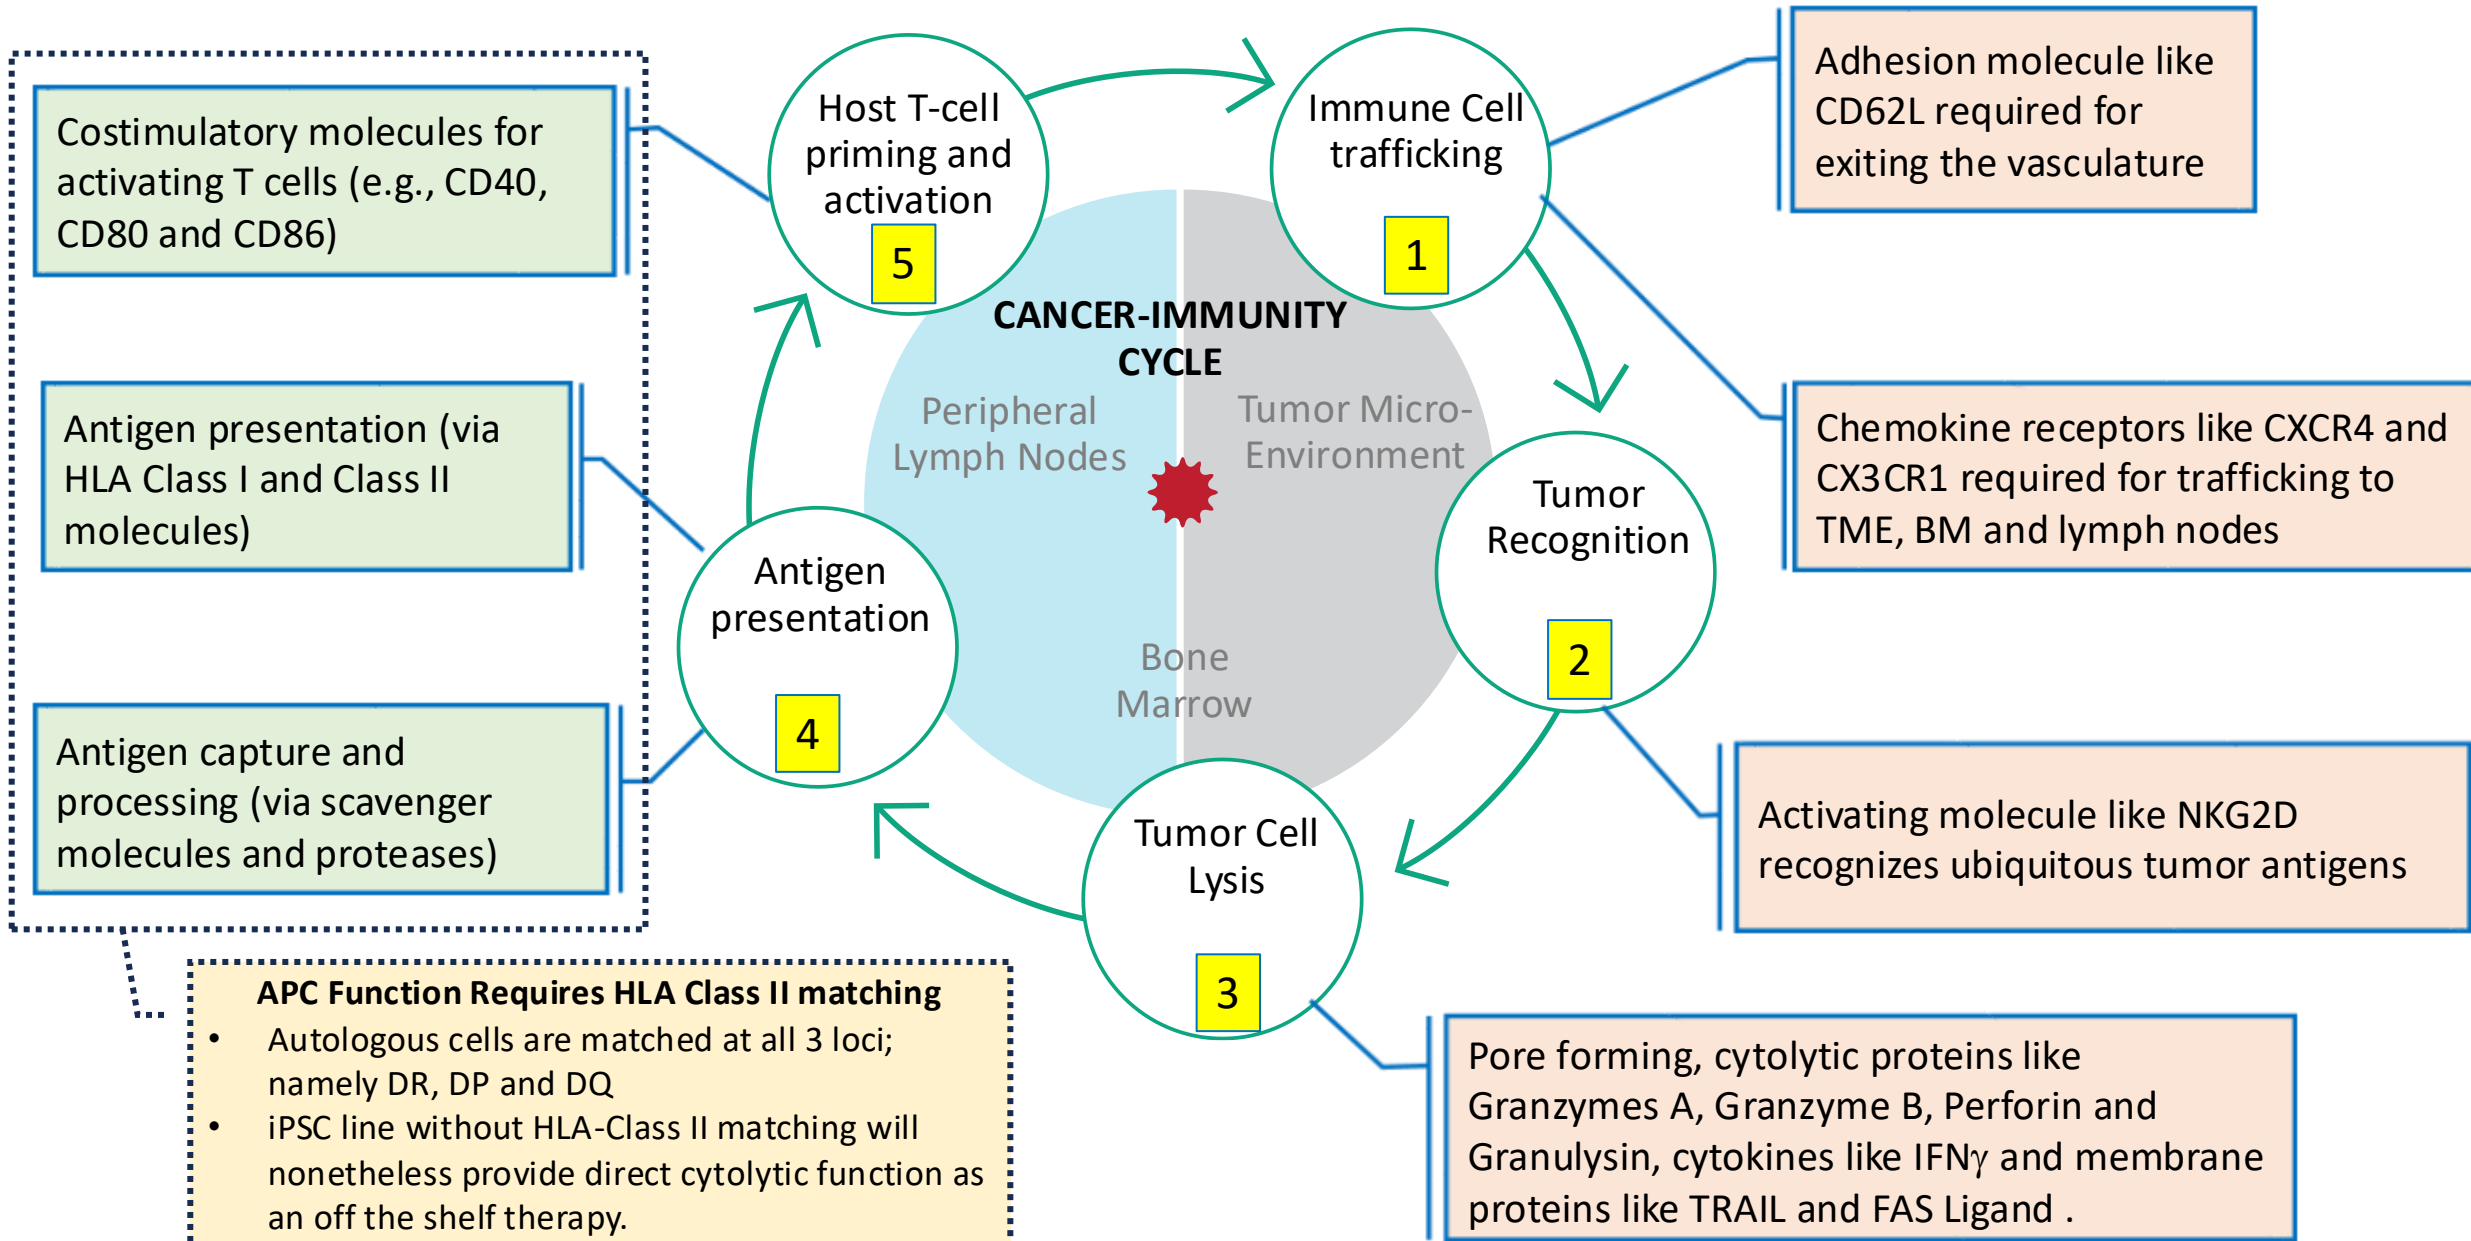 Costimulatory molecules for
activating T cells (e.g., CD40,
CD80 and CD86)
Antigen presentation (via
HLA Class I and Class II
molecules)
Antigen capture and
processing (via scavenger
molecules and proteases)
APC Function Requires HLA Class II matching
• Autologous cells are matched at all 3 loci;
namely DR, DP and DQ
• iPSC line without HLA-Class II matching will
nonetheless provide direct cytolytic function as
an off the shelf therapy.
Host T-cell
priming and
activation
5
Immune Cell
trafficking
1
CANCER-IMMUNITY
CYCLE
Peripheral
Lymph Nodes
Tumor Micro-
Environment
Bone
Marrow
Tumor
Recognition
2
Tumor Cell
Lysis
3
Antigen
presentation
4
Adhesion molecule like
CD62L required for
exiting the vasculature
Chemokine receptors like CXCR4 and
CX3CR1 required for trafficking to
TME, BM and lymph nodes
Activating molecule like NKG2D
recognizes ubiquitous tumor antigens
Pore forming, cytolytic proteins like
Granzymes A, Granzyme B, Perforin and
Granulysin, cytokines like IFNγ and membrane
proteins like TRAIL and FAS Ligand .